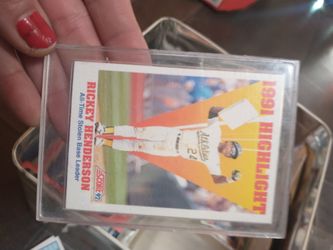 1991 HIGHLIGHT
A's
24
RICKEY HENDERSON
All-Time Stolen Base Leader
SCORE 92